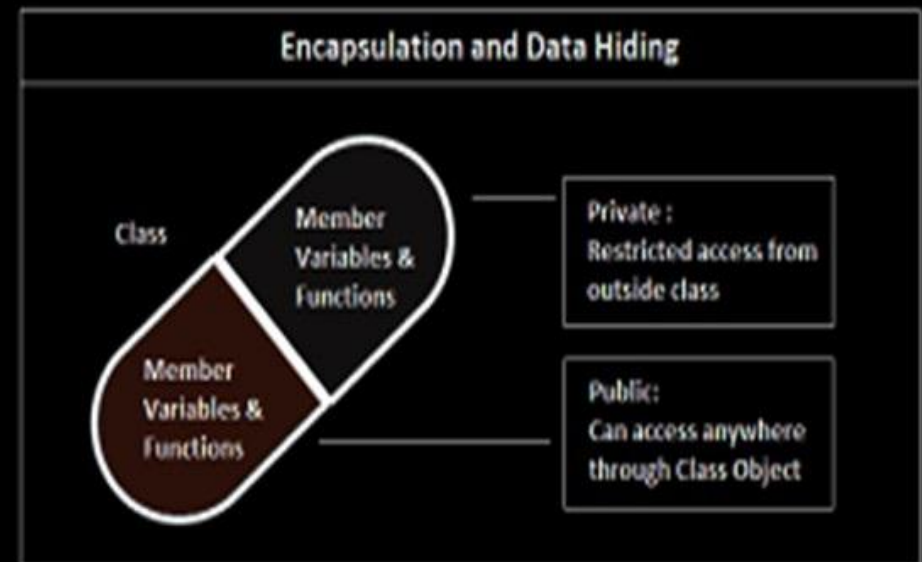 Encapsulation and Data Hiding
Class
Member
Variables &
Functions
Member
Variables &
Functions
Private :
Restricted access from
outside class
Public:
Can access anywhere
through Class Object